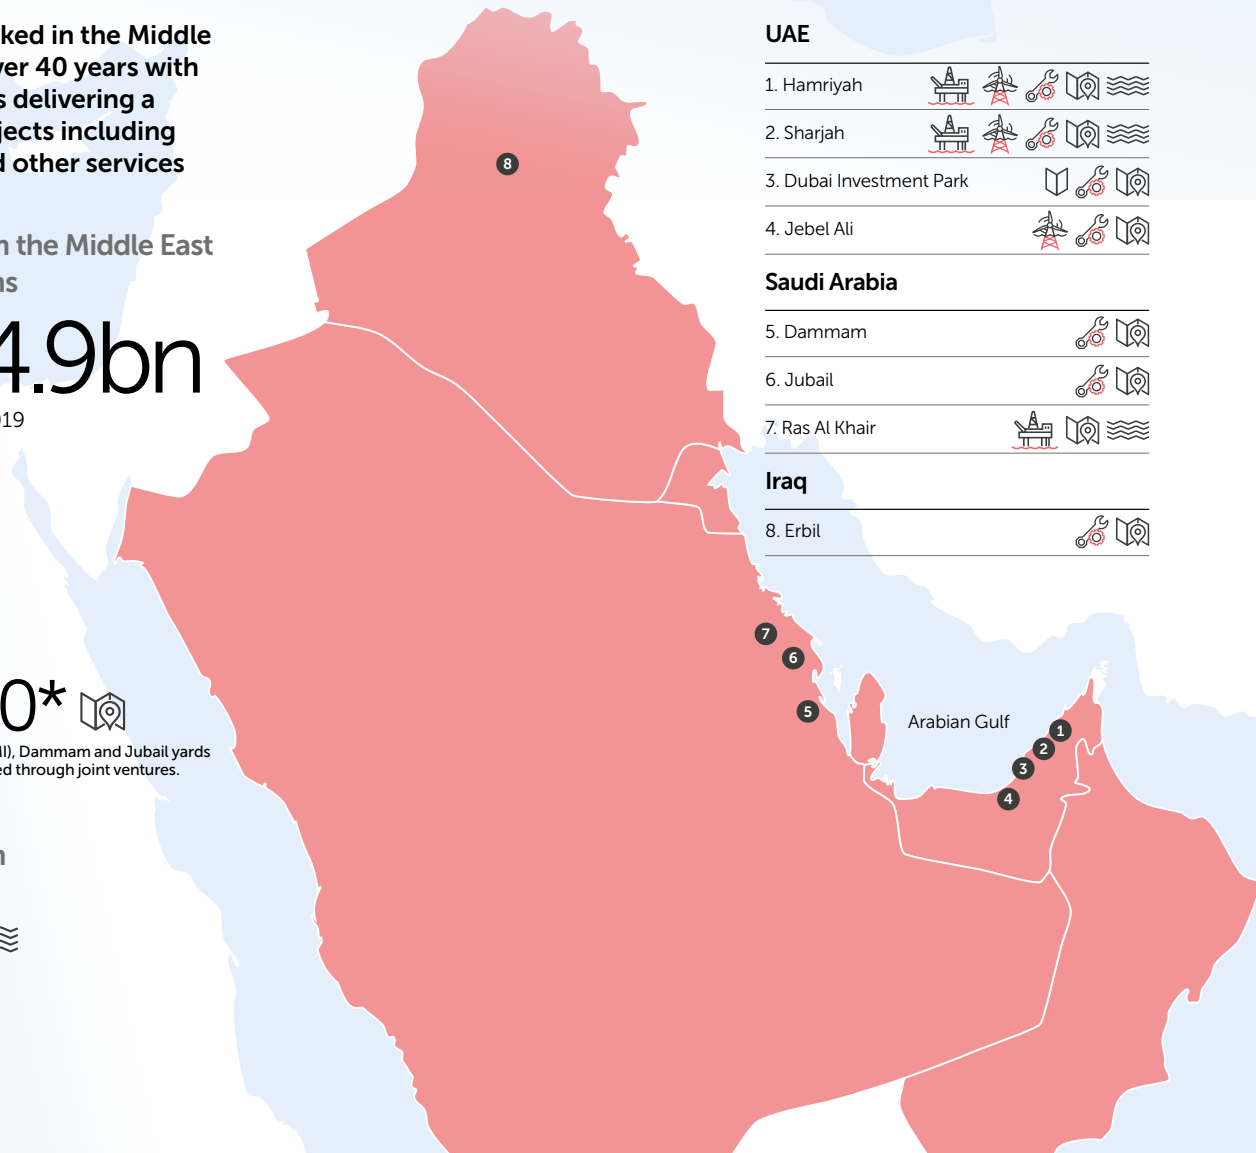 ked in the Middle
ver 40 years with
s delivering a
jects including
d other services
n the Middle East
ns
4.9bn
019
0*
MI), Dammam and Jubail yards
ed through joint ventures.
n
UAE
1. Hamriyah
2. Sharjah
3. Dubai Investment Park
4. Jebel Ali
Saudi Arabia
5. Dammam
6. Jubail
7. Ras Al Khair
Iraq
8. Erbil
8
7
6
5
Arabian Gulf
1
2
3
4